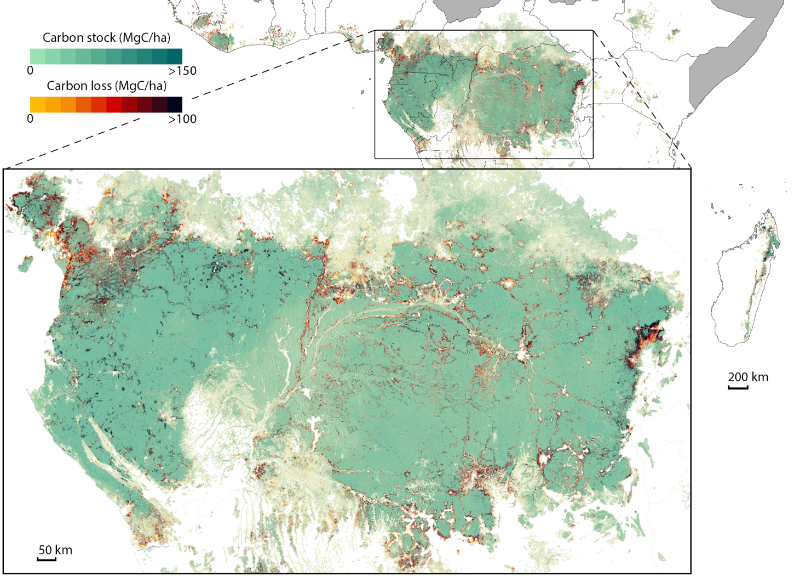 Carbon stock (MgC/ha)
0 >150
Carbon loss (MgC/ha)
0 >100
200 km
50 km